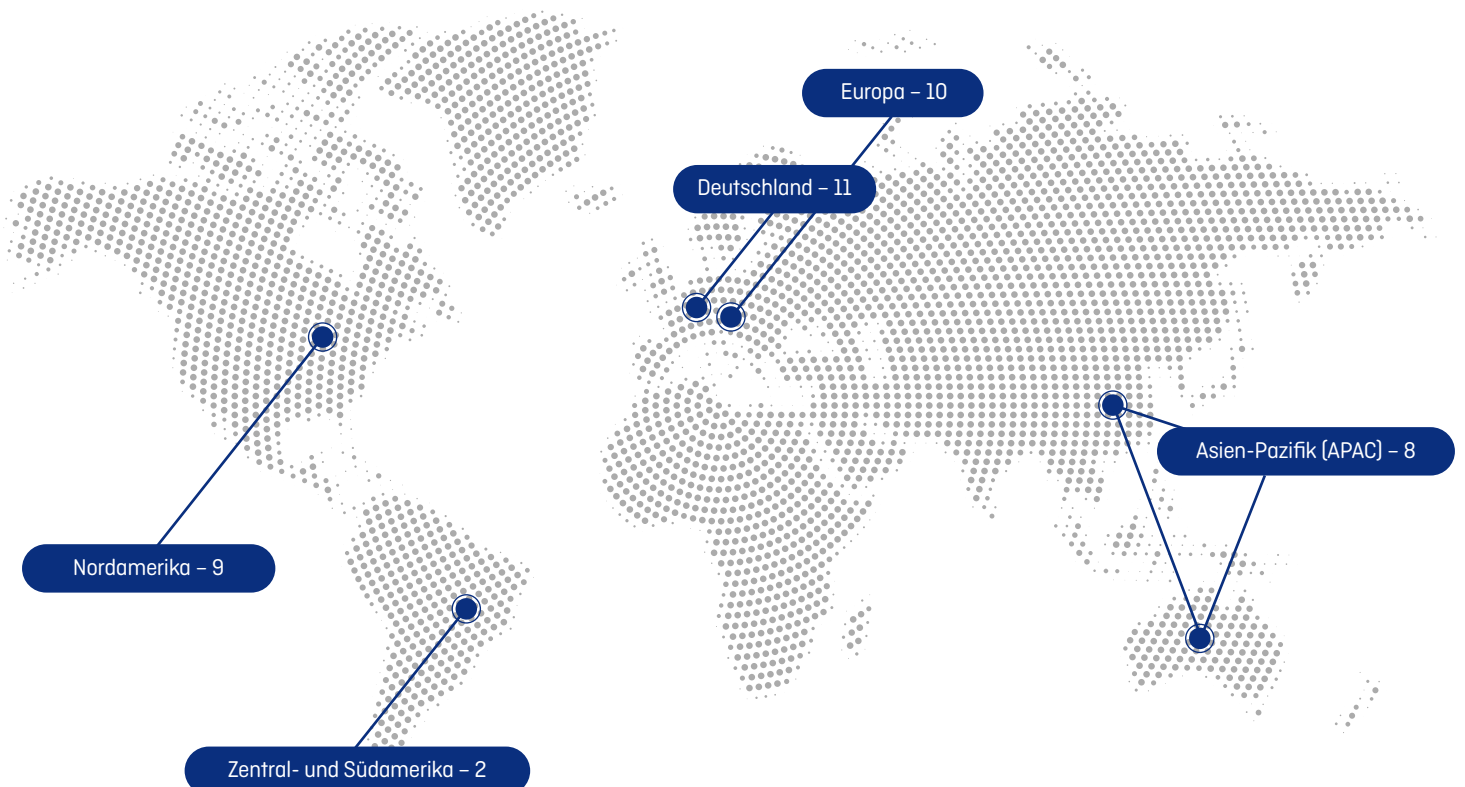 Europa – 10
Deutschland – 11
Asien-Pazifik (APAC) – 8
Nordamerika – 9
Zentral- und Südamerika – 2